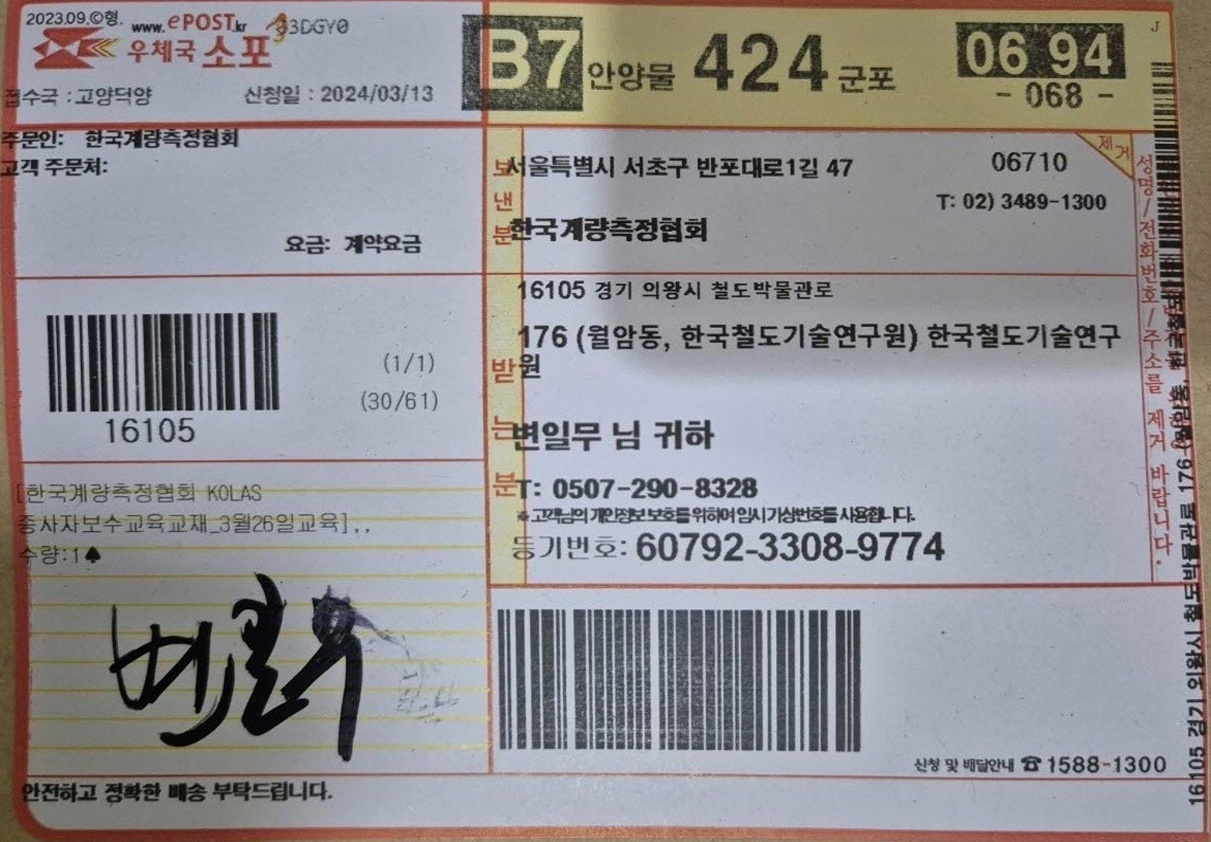 2023.09.©형. www.ePOST.kr 03DGY0
우체국 소포
접수국 : 고양덕양 신청일 : 2024/03/13
B7 안양물 424 군포 06 94
- 068 -
J
제거
주문인: 한국계량측정협회
고객 주문처:
요금: 계약요금
보낸분
서울특별시 서초구 반포대로1길 47 06710
T: 02) 3489-1300
한국계량측정협회
16105
(1/1)
(30/61)
받는분
16105 경기 의왕시 철도박물관로
176 (월암동, 한국철도기술연구원) 한국철도기술연구
원
변일무 님 귀하
T: 0507-290-8328
※ 고객님의 개인정보 보호를 위하여 임시 가상번호를 사용합니다.
등기번호: 60792-3308-9774
[한국계량측정협회 KOLAS
종사자보수교육교재_3월26일교육],,
수량:1♠
변일무
신청 및 배달안내 ☎ 1588-1300
안전하고 정확한 배송 부탁드립니다.
성명/전화번호/주소를 제거 바랍니다.
16105 경기 의왕시 철도박물관로 176 (월암동, 한국철도